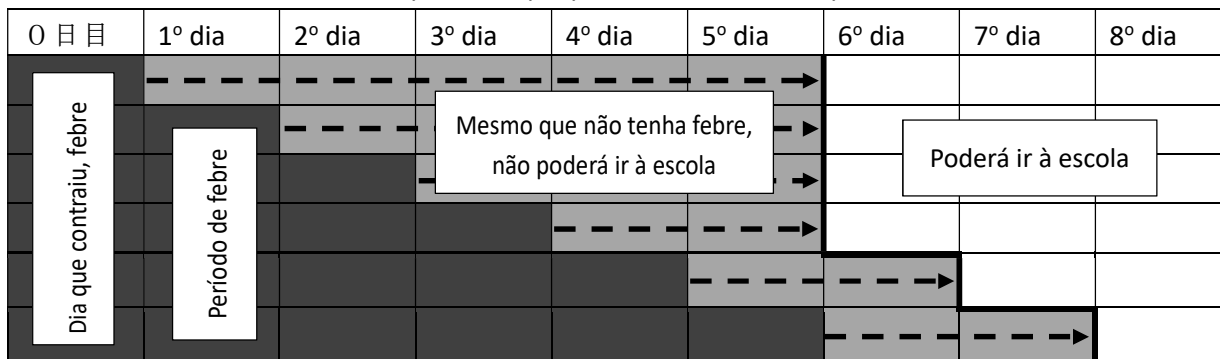 0日目 1º dia 2º dia 3º dia 4º dia 5º dia 6º dia 7º dia 8º dia
Dia que contraiu, febre
Período de febre
Mesmo que não tenha febre,
não poderá ir à escola
Poderá ir à escola